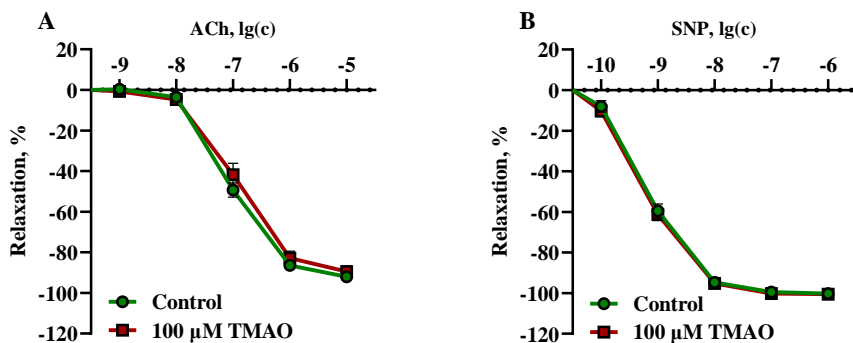 A
ACh, lg(c)
20
-9 -8 -7 -6 -5
0
-20
-40
-60
-80
-100
-120
Relaxation, %
Control
100 µM TMAO
B
SNP, lg(c)
20
-10 -9 -8 -7 -6
0
-20
-40
-60
-80
-100
-120
Relaxation, %
Control
100 µM TMAO